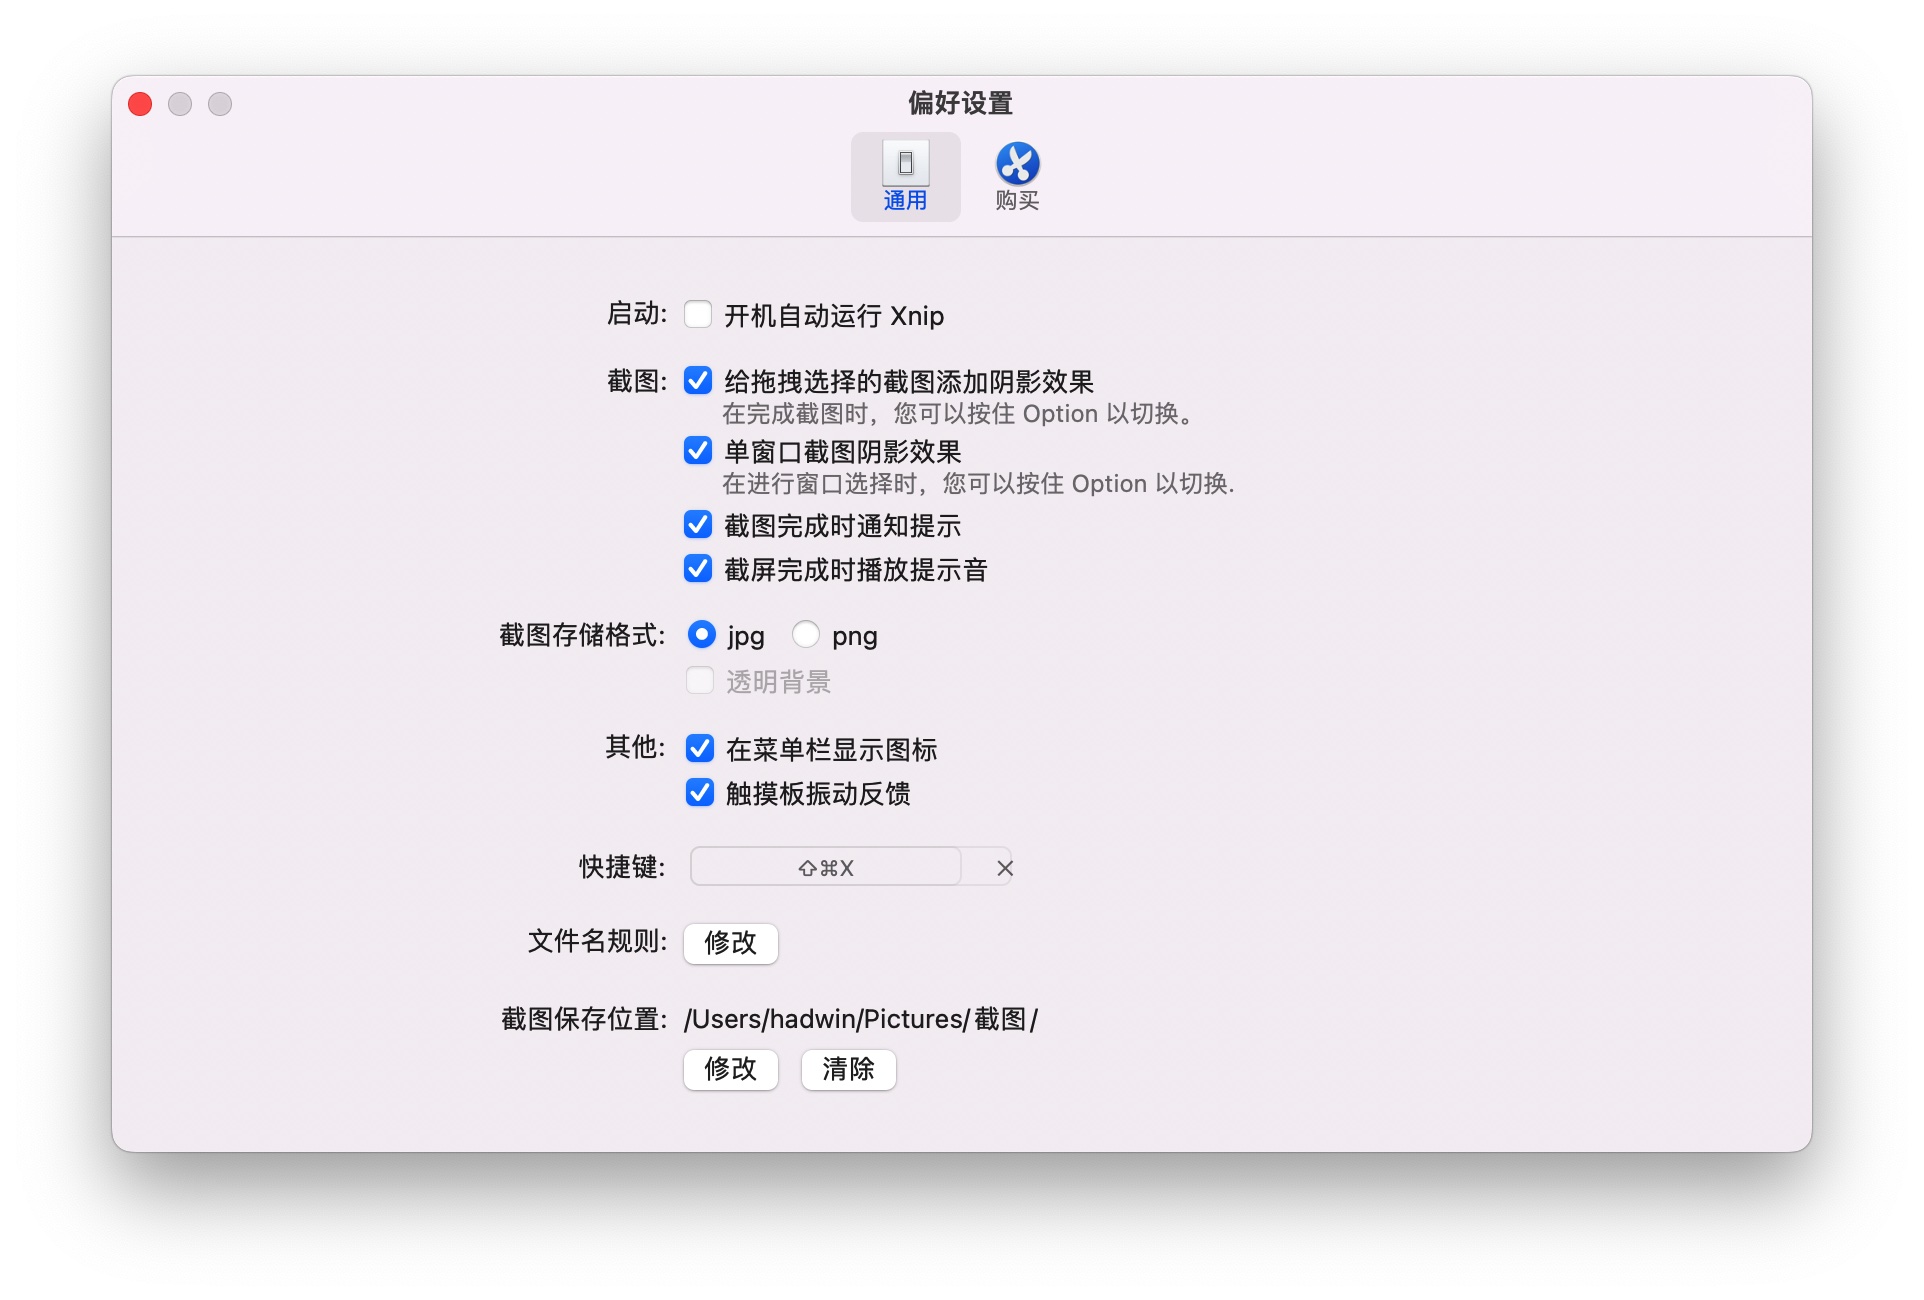 偏好设置
通用
购买
启动: 开机自动运行 Xnip
截图: 给拖拽选择的截图添加阴影效果
在完成截图时，您可以按住 Option 以切换。
单窗口截图阴影效果
在进行窗口选择时，您可以按住 Option 以切换.
截图完成时通知提示
截屏完成时播放提示音
截图存储格式: jpg png
透明背景
其他: 在菜单栏显示图标
触摸板振动反馈
快捷键: ⇧⌘X
文件名规则: 修改
截图保存位置: /Users/hadwin/Pictures/截图/
修改 清除